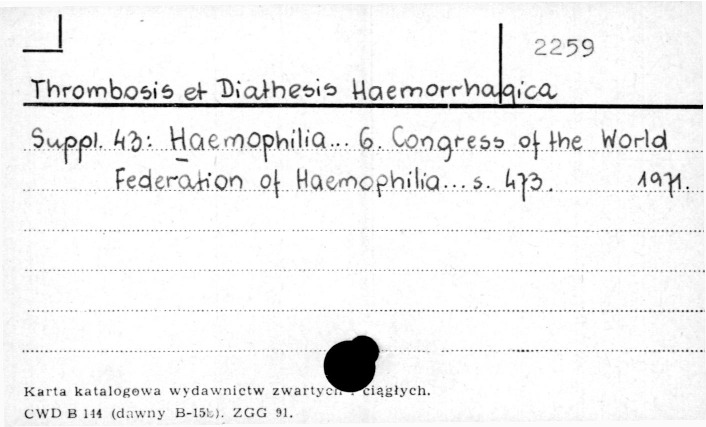 2259
Thrombosis et Diathesis Haemorrhagica
Suppl. 43: Haemophilia... 6. Congress of the World
Federation of Haemophilia... s. 473. 1971.
Karta katalogowa wydawnictw zwartych i ciągłych.
CWD B 144 (dawny B-15b). ZGG 91.